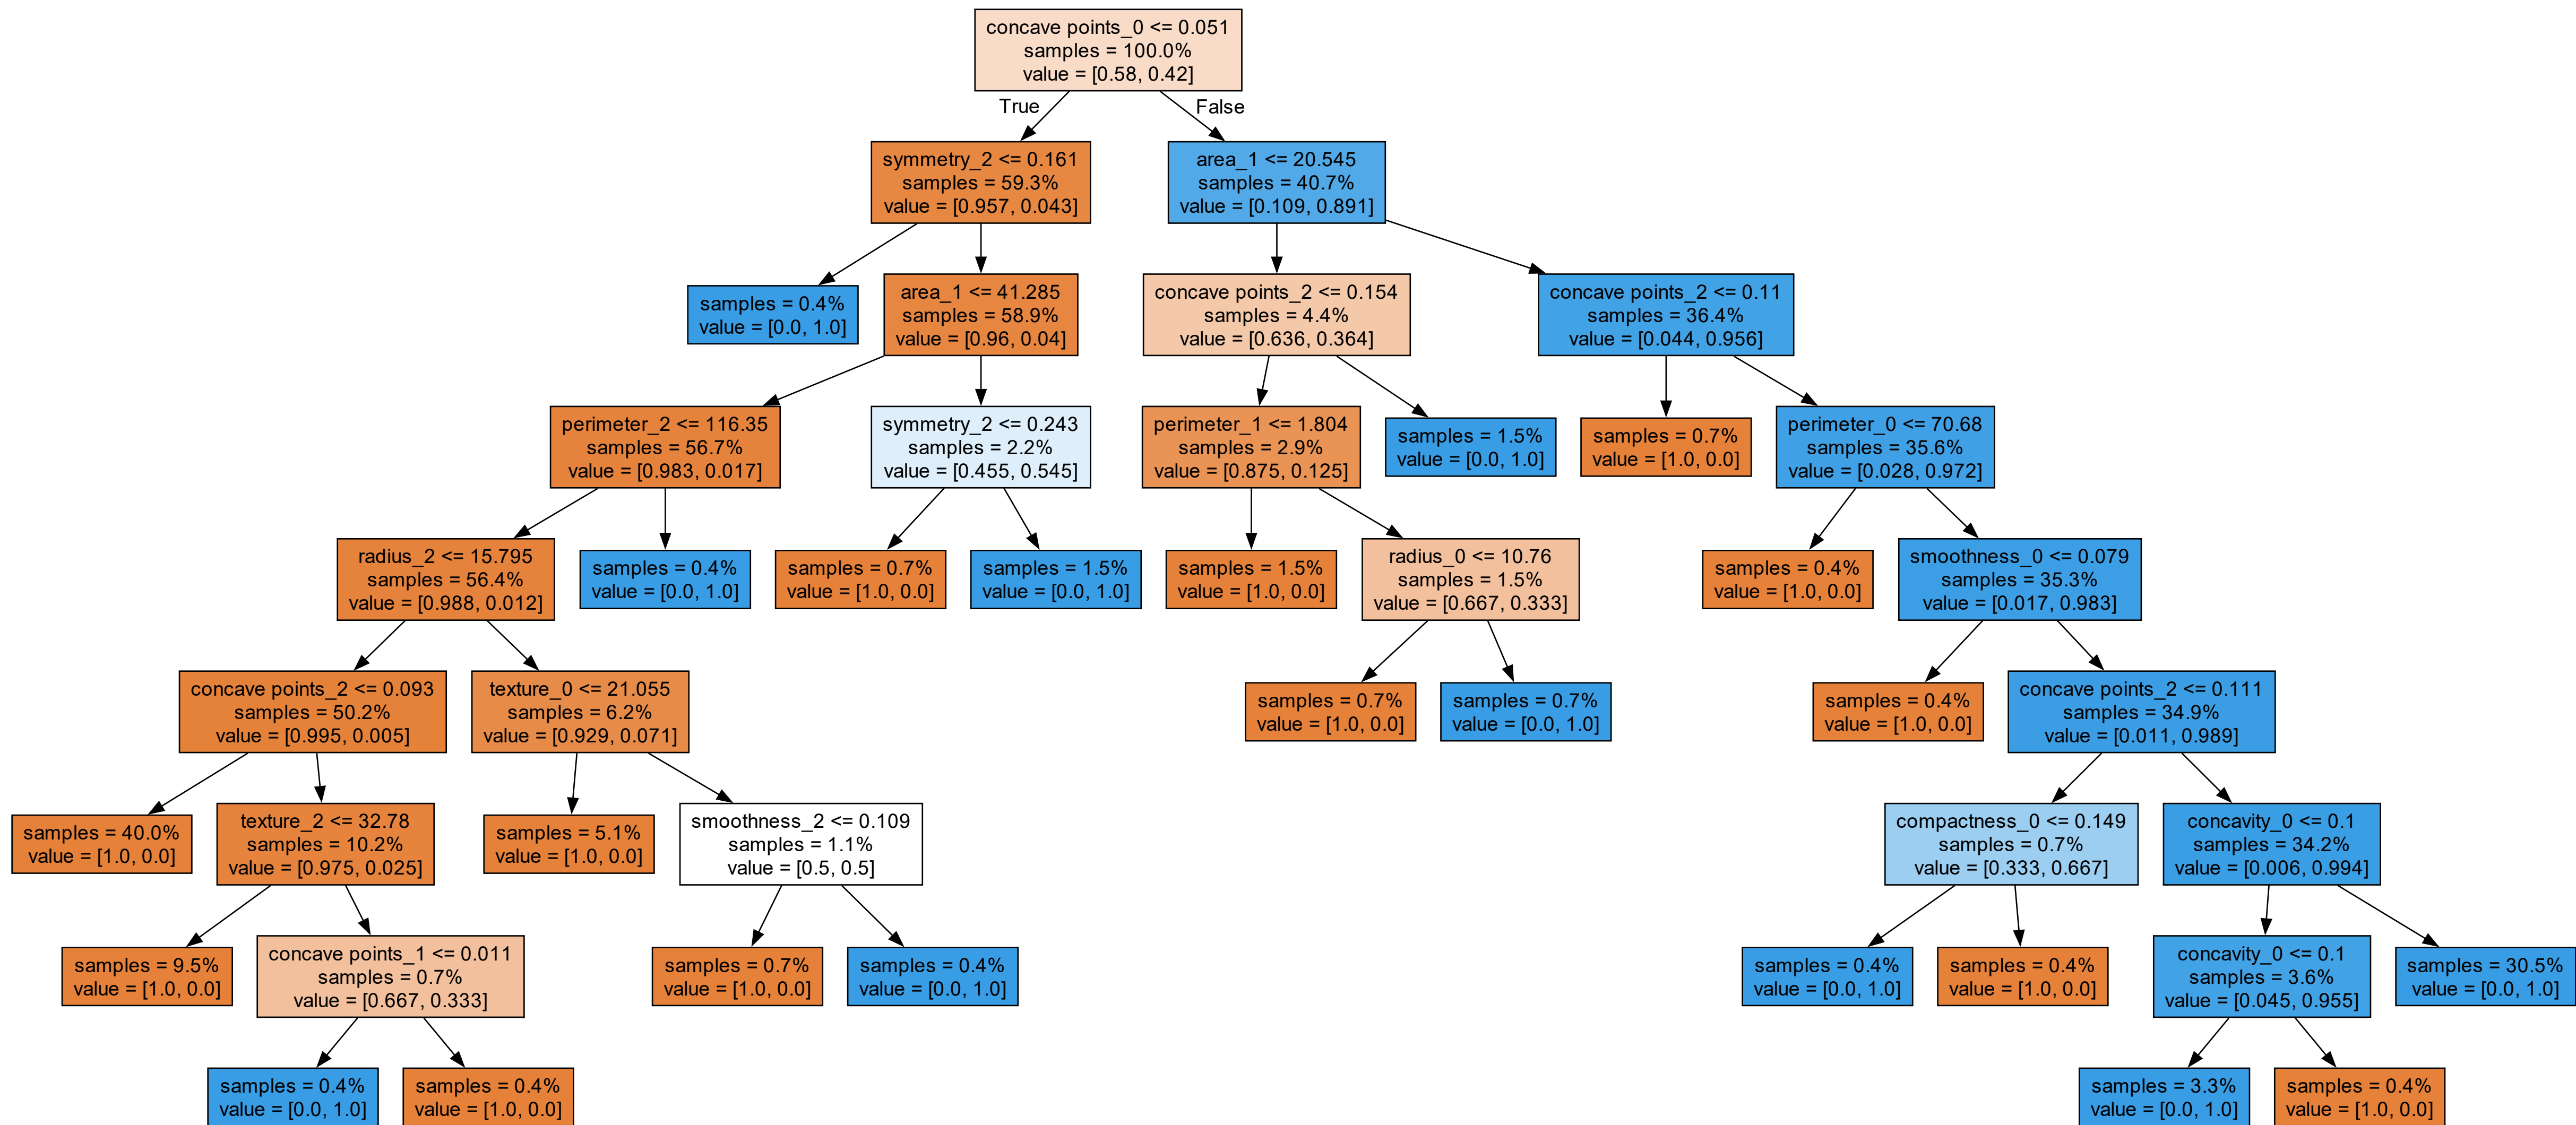 concave points_0 <= 0.051
samples = 100.0%
value = [0.58, 0.42]
True
False
symmetry_2 <= 0.161
samples = 59.3%
value = [0.957, 0.043]
area_1 <= 20.545
samples = 40.7%
value = [0.109, 0.891]
samples = 0.4%
value = [0.0, 1.0]
area_1 <= 41.285
samples = 58.9%
value = [0.96, 0.04]
concave points_2 <= 0.154
samples = 4.4%
value = [0.636, 0.364]
concave points_2 <= 0.11
samples = 36.4%
value = [0.044, 0.956]
perimeter_2 <= 116.35
samples = 56.7%
value = [0.983, 0.017]
symmetry_2 <= 0.243
samples = 2.2%
value = [0.455, 0.545]
perimeter_1 <= 1.804
samples = 2.9%
value = [0.875, 0.125]
samples = 1.5%
value = [0.0, 1.0]
samples = 0.7%
value = [1.0, 0.0]
perimeter_0 <= 70.68
samples = 35.6%
value = [0.028, 0.972]
radius_2 <= 15.795
samples = 56.4%
value = [0.988, 0.012]
samples = 0.4%
value = [0.0, 1.0]
samples = 0.7%
value = [1.0, 0.0]
samples = 1.5%
value = [0.0, 1.0]
samples = 1.5%
value = [1.0, 0.0]
radius_0 <= 10.76
samples = 1.5%
value = [0.667, 0.333]
samples = 0.4%
value = [1.0, 0.0]
smoothness_0 <= 0.079
samples = 35.3%
value = [0.017, 0.983]
concave points_2 <= 0.093
samples = 50.2%
value = [0.995, 0.005]
texture_0 <= 21.055
samples = 6.2%
value = [0.929, 0.071]
samples = 0.7%
value = [1.0, 0.0]
samples = 0.7%
value = [0.0, 1.0]
samples = 0.4%
value = [1.0, 0.0]
concave points_2 <= 0.111
samples = 34.9%
value = [0.011, 0.989]
samples = 40.0%
value = [1.0, 0.0]
texture_2 <= 32.78
samples = 10.2%
value = [0.975, 0.025]
samples = 5.1%
value = [1.0, 0.0]
smoothness_2 <= 0.109
samples = 1.1%
value = [0.5, 0.5]
compactness_0 <= 0.149
samples = 0.7%
value = [0.333, 0.667]
concavity_0 <= 0.1
samples = 34.2%
value = [0.006, 0.994]
samples = 9.5%
value = [1.0, 0.0]
concave points_1 <= 0.011
samples = 0.7%
value = [0.667, 0.333]
samples = 0.7%
value = [1.0, 0.0]
samples = 0.4%
value = [0.0, 1.0]
samples = 0.4%
value = [0.0, 1.0]
samples = 0.4%
value = [1.0, 0.0]
concavity_0 <= 0.1
samples = 3.6%
value = [0.045, 0.955]
samples = 30.5%
value = [0.0, 1.0]
samples = 0.4%
value = [0.0, 1.0]
samples = 0.4%
value = [1.0, 0.0]
samples = 3.3%
value = [0.0, 1.0]
samples = 0.4%
value = [1.0, 0.0]